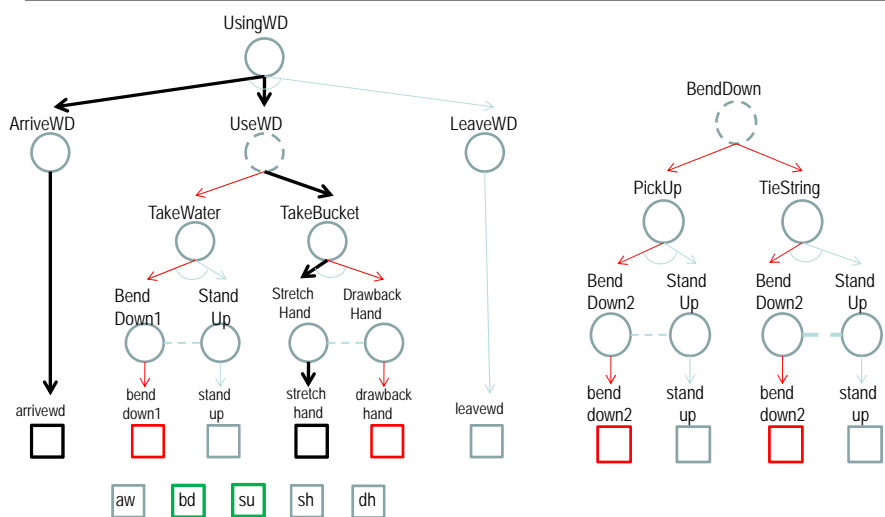 UsingWD
BendDown
ArriveWD
UseWD
LeaveWD
PickUp
TieString
TakeWater
TakeBucket
Bend
Down1
Stand
Up
Stretch
Hand
Drawback
Hand
Bend
Down2
Stand
Up
Bend
Down2
Stand
Up
arrivewd
bend
down1
stand
up
stretch
hand
drawback
hand
leavewd
bend
down2
stand
up
bend
down2
stand
up
aw
bd
su
sh
dh